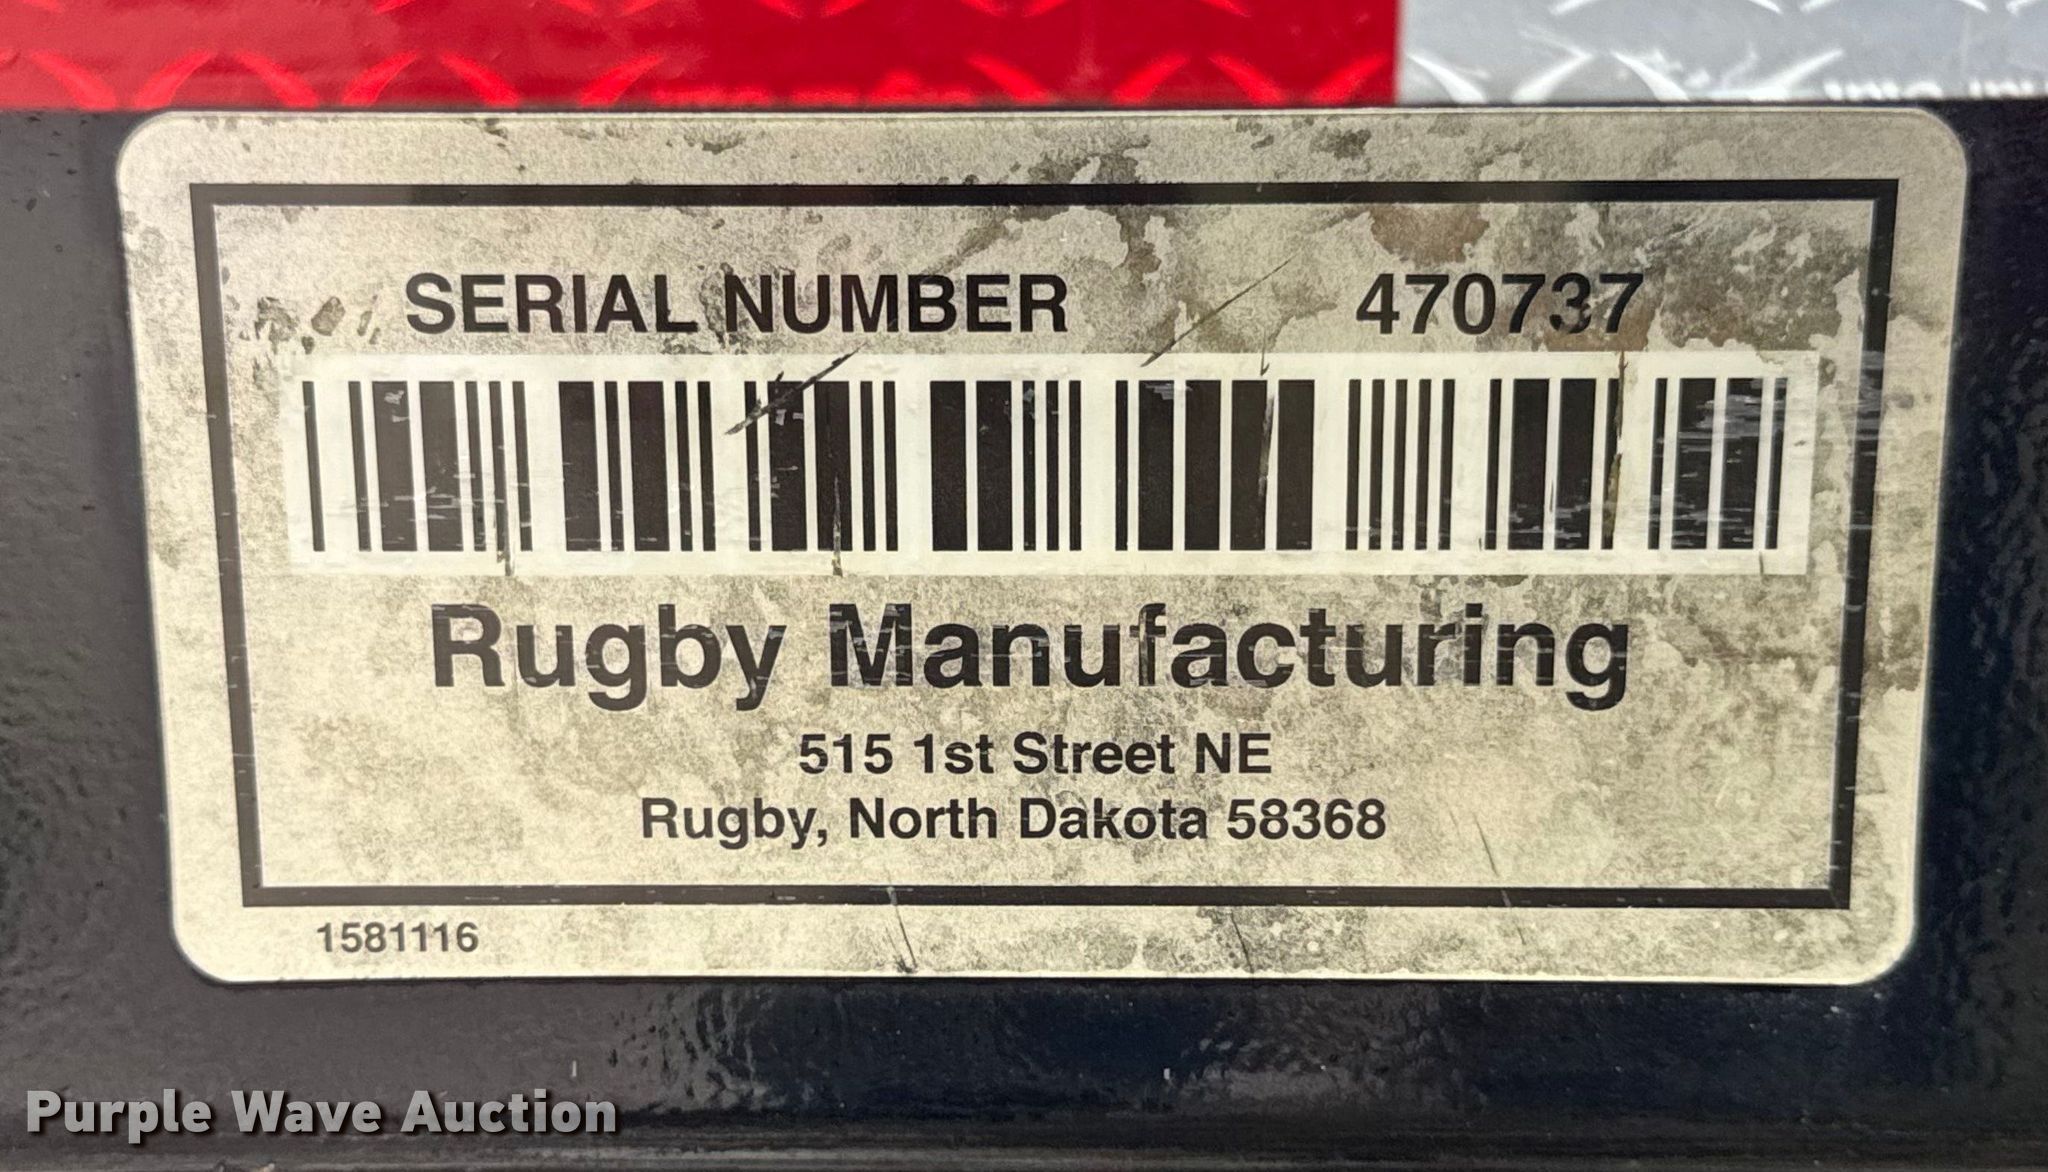 SERIAL NUMBER 470737
Rugby Manufacturing
515 1st Street NE
Rugby, North Dakota 58368
1581116
Purple Wave Auction